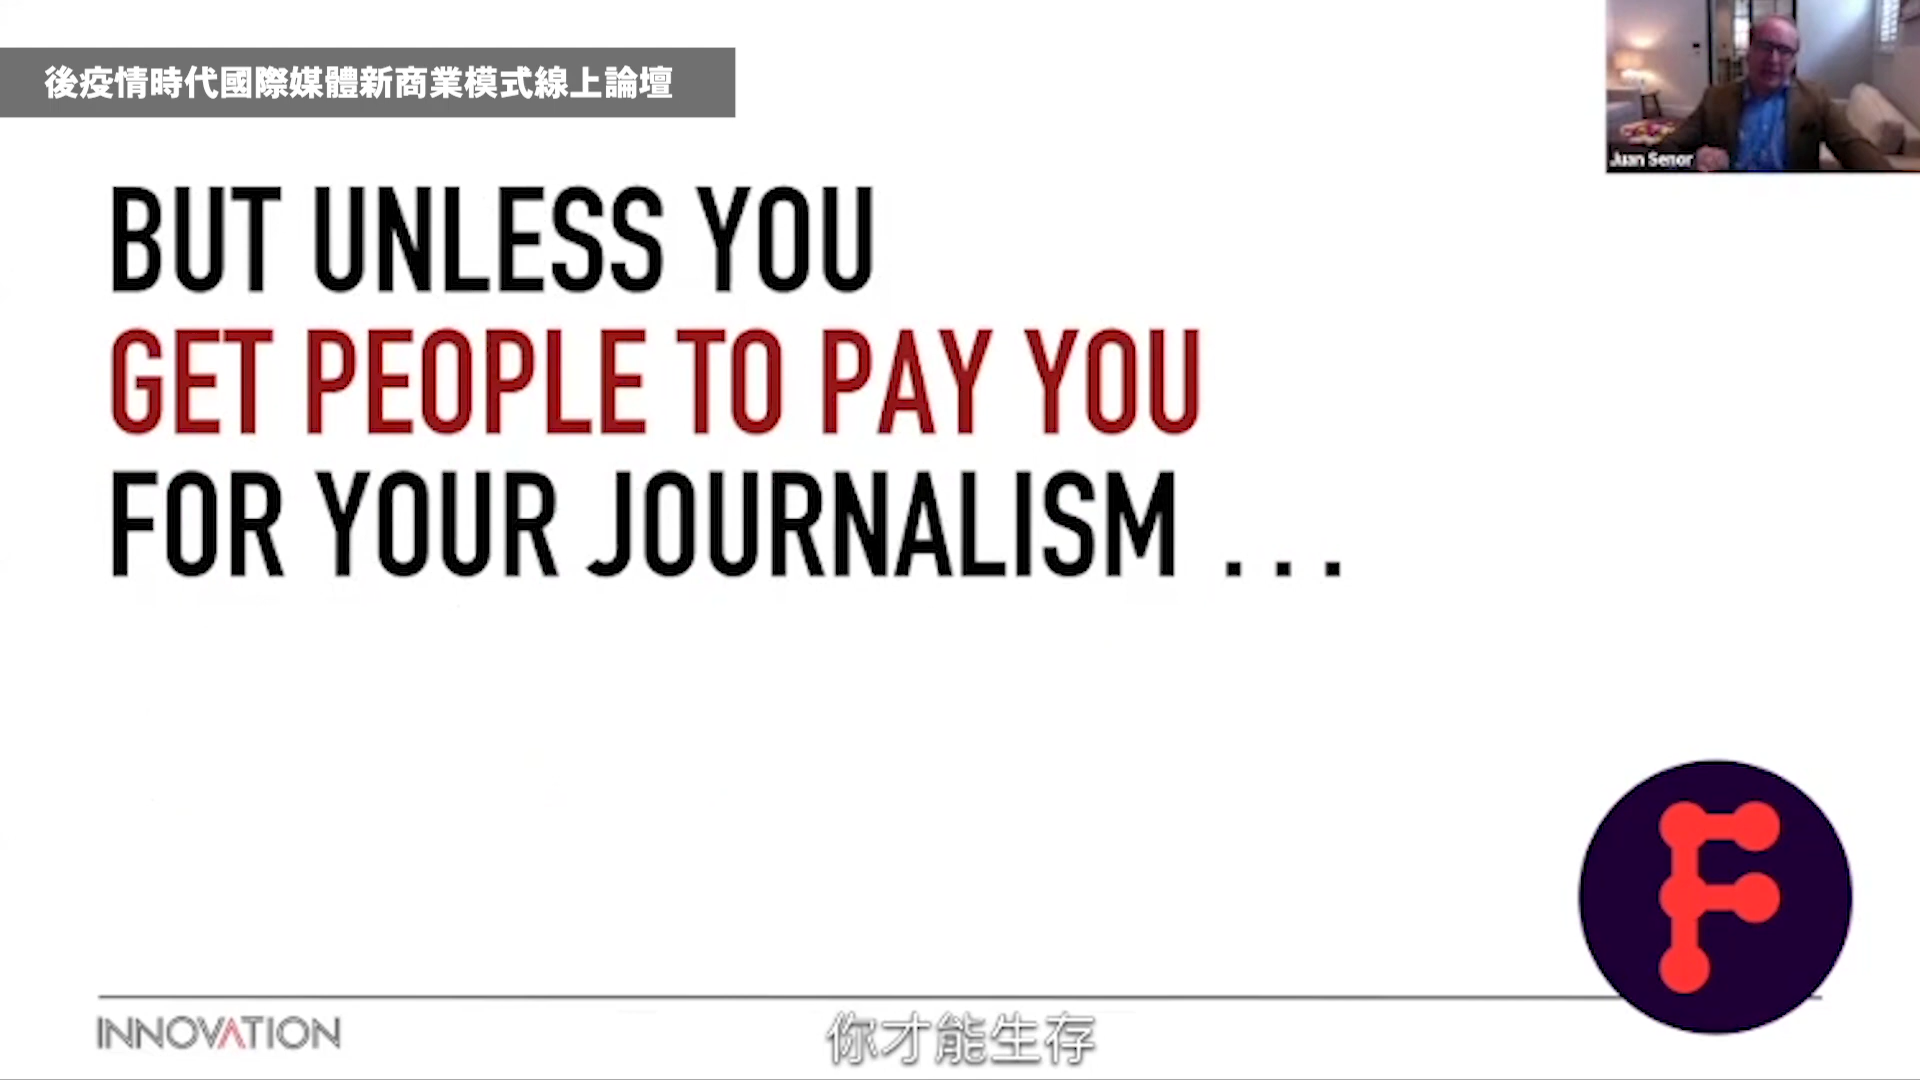 後疫情時代國際媒體新商業模式線上論壇
Juan Senor
BUT UNLESS YOU
GET PEOPLE TO PAY YOU
FOR YOUR JOURNALISM . . .
F
INNOVATION
你才能生存